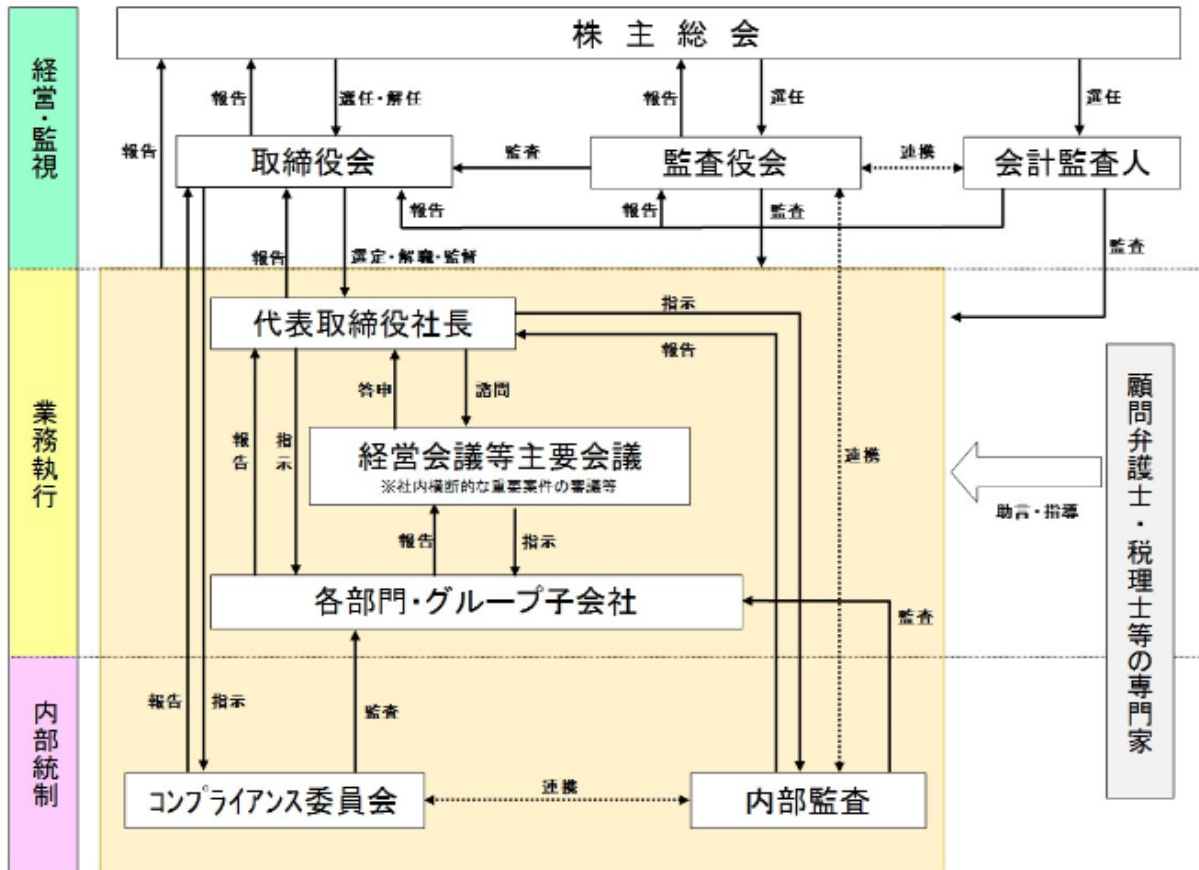 株主総会
経営・監視
報告
選任・解任
報告
選任
選任
報告
取締役会
監査
監査役会
連携
会計監査人
報告
報告
監査
監査
報告
選定・解職・監督
代表取締役社長
指示
報告
答申
諮問
業務執行
報告
指示
経営会議等主要会議
※社内横断的な重要案件の審議等
連携
助言・指導
顧問弁護士・税理士等の専門家
報告
指示
各部門・グループ子会社
監査
内部統制
報告
指示
監査
コンプライアンス委員会
連携
内部監査